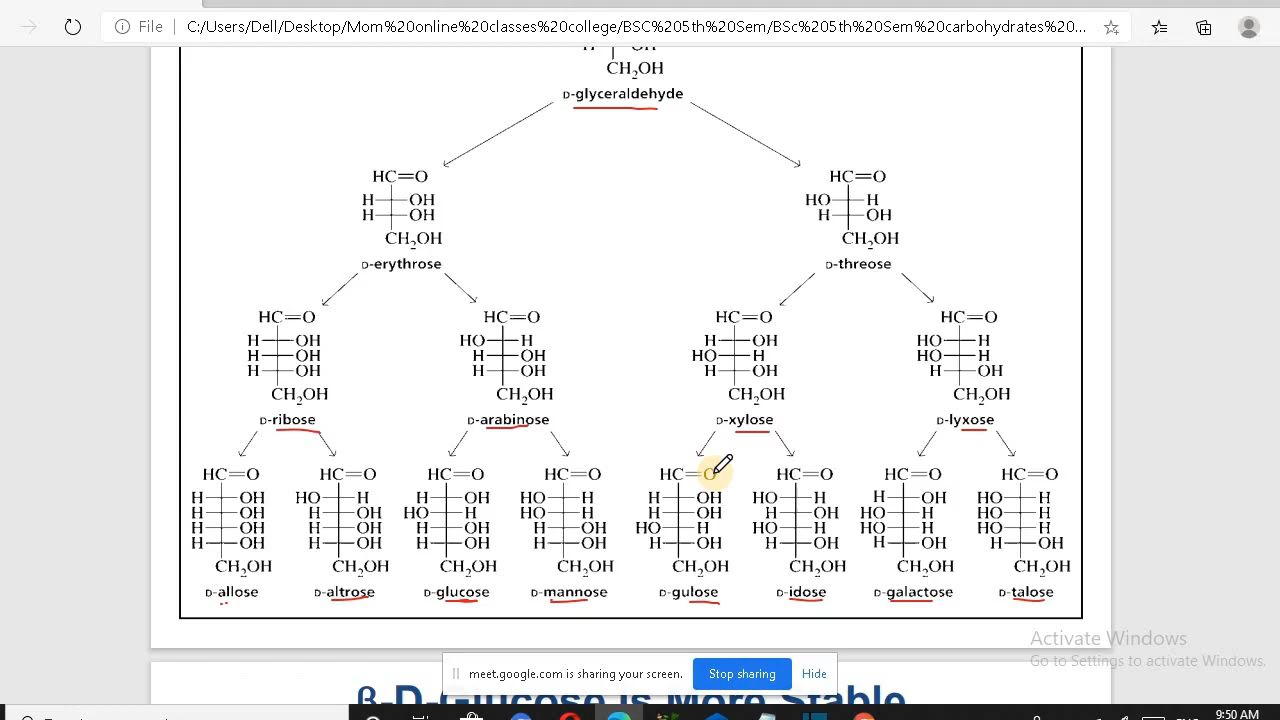 File
C:/Users/Dell/Desktop/Mom%20online%20classes%20college/BSC%205th%20Sem/BSc%205th%20Sem%20carbohydrates%20...
H OH
CH2OH
D-glyceraldehyde
HC=O HC=O
H OH HO H
H OH H OH
CH2OH CH2OH
D-erythrose D-threose
HC=O HC=O HC=O HC=O
H OH HO H H OH HO H
H OH H OH HO H HO H
H OH H OH H OH H OH
CH2OH CH2OH CH2OH CH2OH
D-ribose D-arabinose D-xylose D-lyxose
HC=O HC=O HC=O HC=O HC=O HC=O HC=O HC=O
H OH HO H H OH HO H H OH HO H H OH HO H
H OH H OH HO H HO H H OH H OH HO H HO H
H OH H OH H OH H OH HO H HO H HO H HO H
H OH H OH H OH H OH H OH H OH H OH H OH
CH2OH CH2OH CH2OH CH2OH CH2OH CH2OH CH2OH CH2OH
D-allose D-altrose D-glucose D-mannose D-gulose D-idose D-galactose D-talose
Activate Windows
Go to Settings to activate Windows.
meet.google.com is sharing your screen. Stop sharing Hide
β-D-Glucose is More Stable
9:50 AM